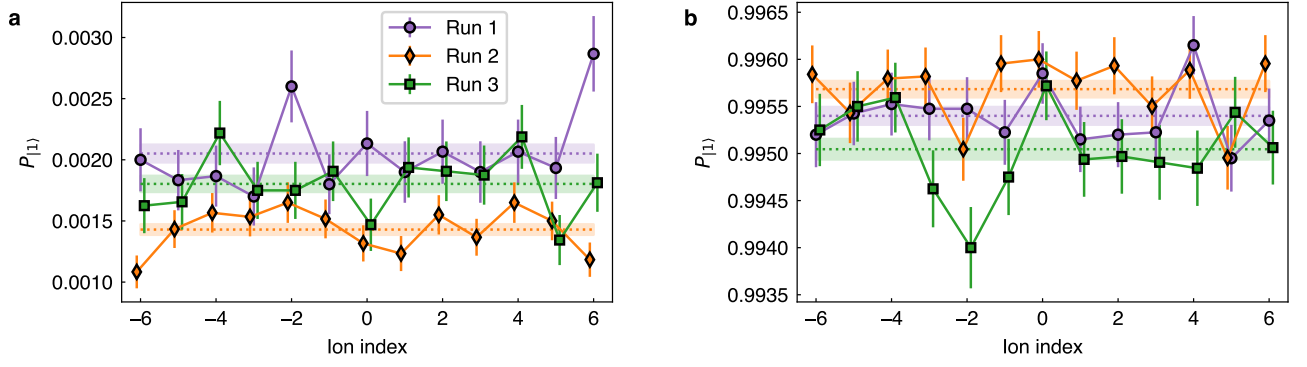 a
P|1⟩
0.0030
0.0025
0.0020
0.0015
0.0010
Run 1
Run 2
Run 3
−6 −4 −2 0 2 4 6
Ion index
b
P|1⟩
0.9965
0.9960
0.9955
0.9950
0.9945
0.9940
0.9935
−6 −4 −2 0 2 4 6
Ion index